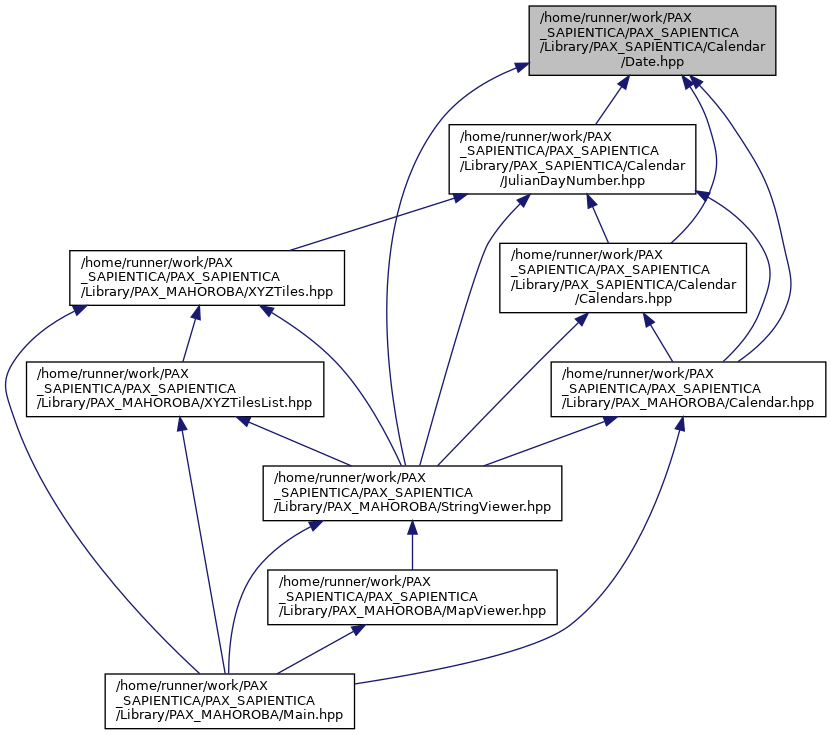 /home/runner/work/PAX
_SAPIENTICA/PAX_SAPIENTICA
/Library/PAX_SAPIENTICA/Calendar
/Date.hpp
/home/runner/work/PAX
_SAPIENTICA/PAX_SAPIENTICA
/Library/PAX_SAPIENTICA/Calendar
/JulianDayNumber.hpp
/home/runner/work/PAX
_SAPIENTICA/PAX_SAPIENTICA
/Library/PAX_MAHOROBA/XYZTiles.hpp
/home/runner/work/PAX
_SAPIENTICA/PAX_SAPIENTICA
/Library/PAX_SAPIENTICA/Calendar
/Calendars.hpp
/home/runner/work/PAX
_SAPIENTICA/PAX_SAPIENTICA
/Library/PAX_MAHOROBA/XYZTilesList.hpp
/home/runner/work/PAX
_SAPIENTICA/PAX_SAPIENTICA
/Library/PAX_MAHOROBA/Calendar.hpp
/home/runner/work/PAX
_SAPIENTICA/PAX_SAPIENTICA
/Library/PAX_MAHOROBA/StringViewer.hpp
/home/runner/work/PAX
_SAPIENTICA/PAX_SAPIENTICA
/Library/PAX_MAHOROBA/MapViewer.hpp
/home/runner/work/PAX
_SAPIENTICA/PAX_SAPIENTICA
/Library/PAX_MAHOROBA/Main.hpp